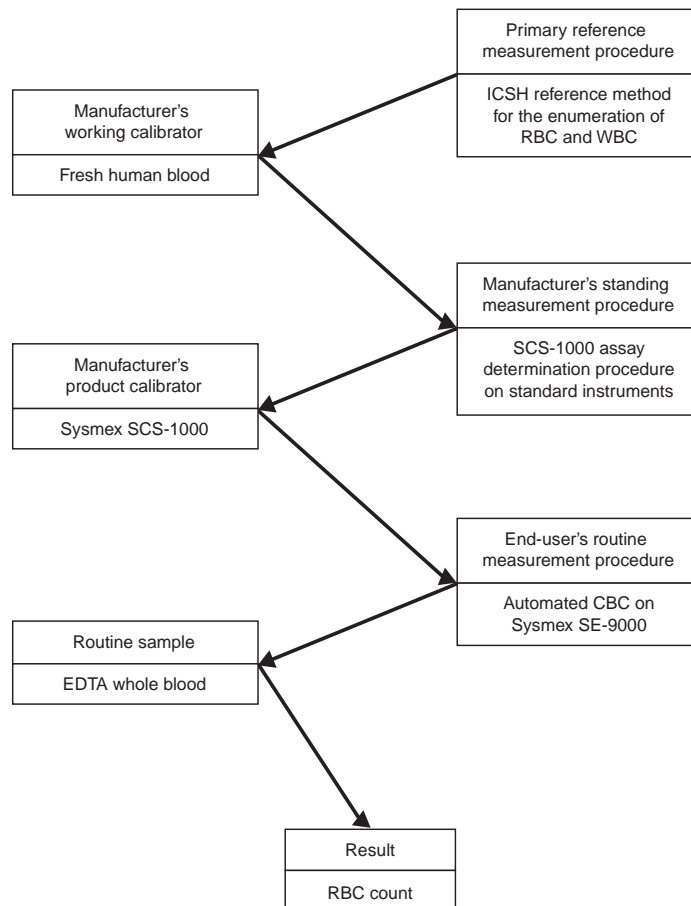 Primary reference
measurement procedure
ICSH reference method
for the enumeration of
RBC and WBC
Manufacturer's
working calibrator
Fresh human blood
Manufacturer's standing
measurement procedure
SCS-1000 assay
determination procedure
on standard instruments
Manufacturer's
product calibrator
Sysmex SCS-1000
End-user's routine
measurement procedure
Automated CBC on
Sysmex SE-9000
Routine sample
EDTA whole blood
Result
RBC count